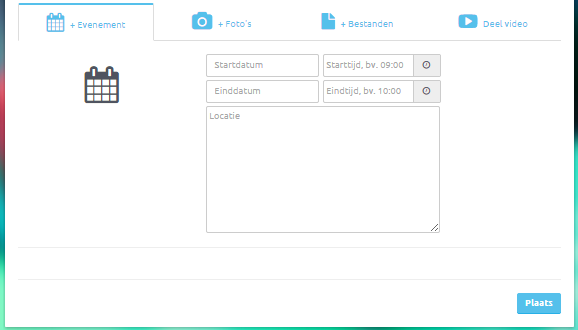 + Evenement
+ Foto's
+ Bestanden
Deel video
Startdatum
Starttijd, bv. 09:00
Einddatum
Eindtijd, bv. 10:00
Locatie
Plaats